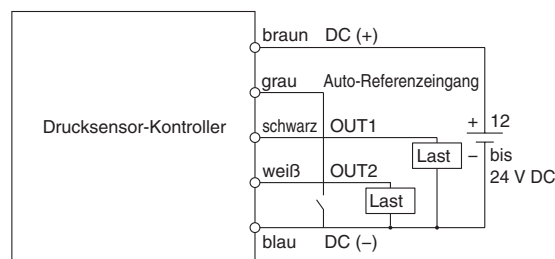 braun DC (+)
grau Auto-Referenzeingang
Drucksensor-Kontroller
schwarz OUT1
+ 12
Last
– bis
24 V DC
weiß OUT2
Last
blau DC (–)